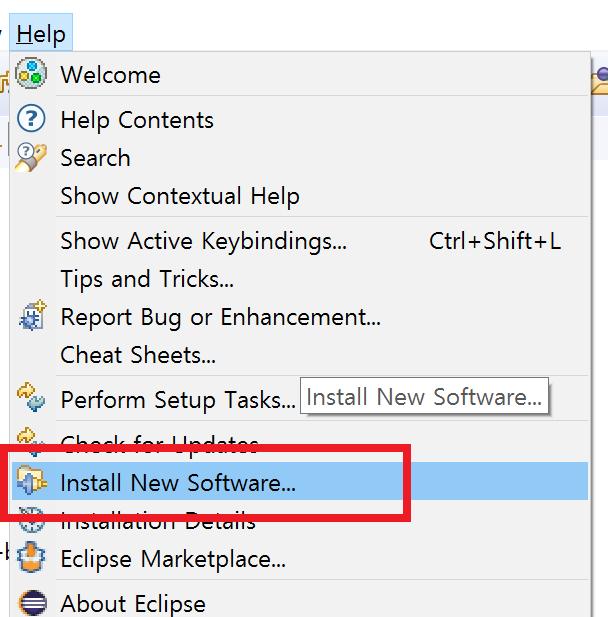 Help
Welcome
Help Contents
Search
Show Contextual Help
Show Active Keybindings... Ctrl+Shift+L
Tips and Tricks...
Report Bug or Enhancement...
Cheat Sheets...
Perform Setup Tasks... Install New Software...
Check for Updates
Install New Software...
Installation Details
Eclipse Marketplace...
About Eclipse